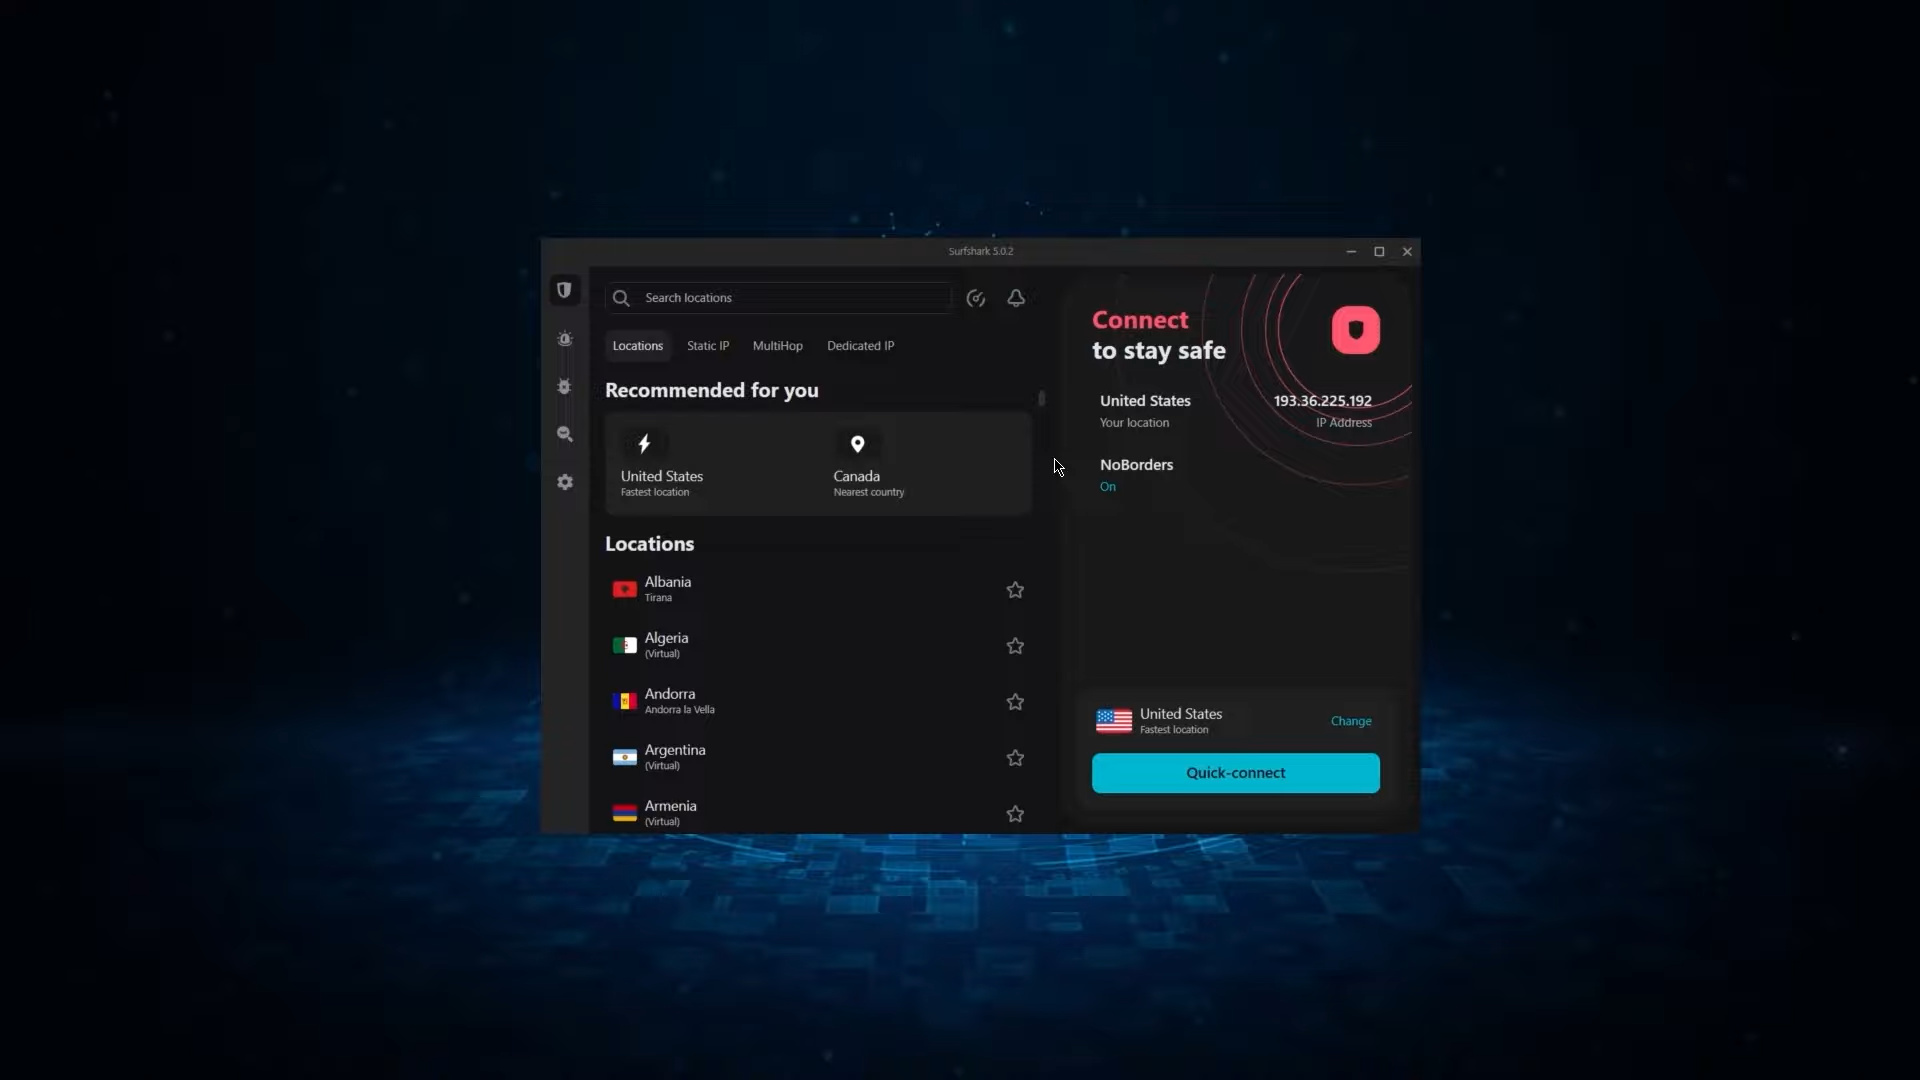 Surfshark 5.0.2
Search locations
Locations
Static IP
MultiHop
Dedicated IP
Recommended for you
United States
Fastest location
Canada
Nearest country
Locations
Albania
Tirana
Algeria
(Virtual)
Andorra
Andorra la Vella
Argentina
(Virtual)
Armenia
(Virtual)
Connect
to stay safe
United States
Your location
193.36.225.192
IP Address
NoBorders
On
United States
Fastest location
Change
Quick-connect